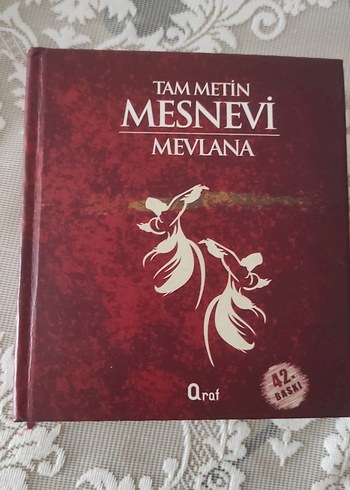 TAM METİN
MESNEVİ
MEVLANA
42.
BASKI
araf